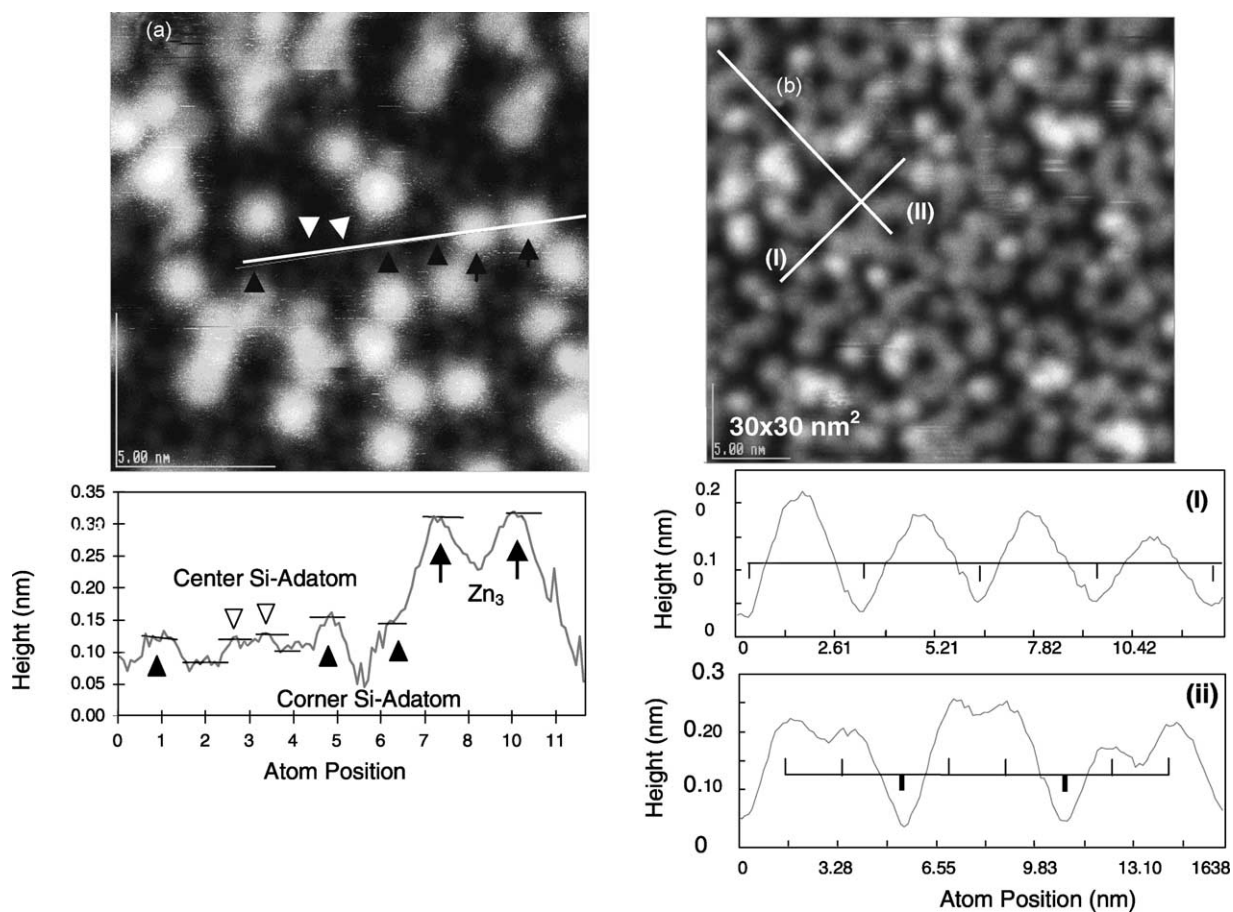 (a)
5.00 nm
0.35
0.30
0.25
0.20
0.15
0.10
0.05
0.00
Height (nm)
Center Si-Adatom
Zn3
Corner Si-Adatom
0 1 2 3 4 5 6 7 8 9 10 11
Atom Position
(b)
(II)
(I)
30x30 nm2
5.00 nm
0.2
0
0.1
0
0
Height (nm)
(I)
0 2.61 5.21 7.82 10.42
0.3
0.20
0.10
0
Height (nm)
(ii)
0 3.28 6.55 9.83 13.10 1638
Atom Position (nm)